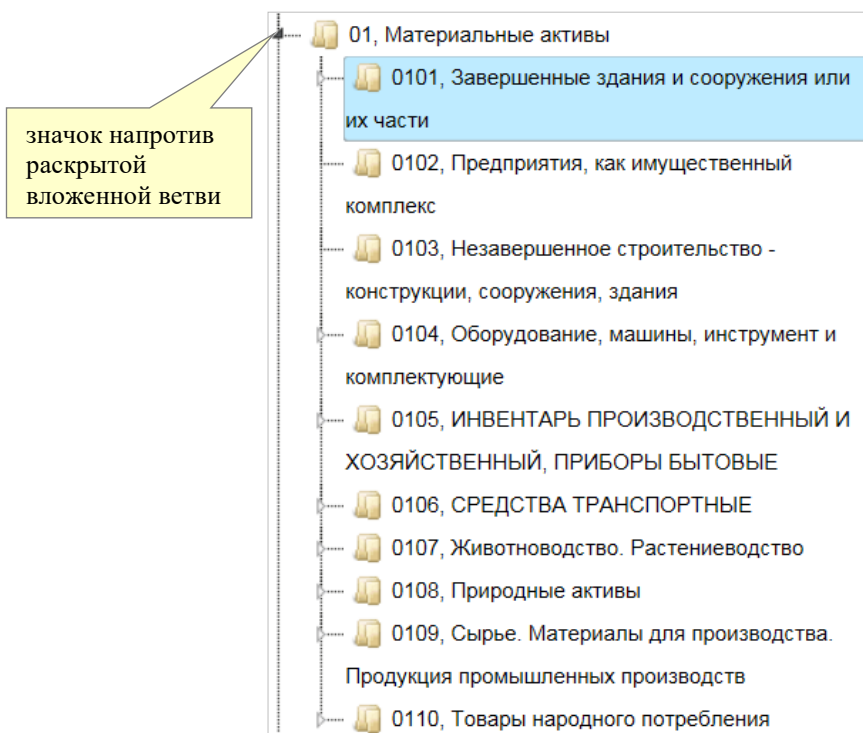 01, Материальные активы
0101, Завершенные здания и сооружения или
их части
значок напротив
раскрытой
вложенной ветви
0102, Предприятия, как имущественный
комплекс
0103, Незавершенное строительство -
конструкции, сооружения, здания
0104, Оборудование, машины, инструмент и
комплектующие
0105, ИНВЕНТАРЬ ПРОИЗВОДСТВЕННЫЙ И
ХОЗЯЙСТВЕННЫЙ, ПРИБОРЫ БЫТОВЫЕ
0106, СРЕДСТВА ТРАНСПОРТНЫЕ
0107, Животноводство. Растениеводство
0108, Природные активы
0109, Сырье. Материалы для производства.
Продукция промышленных производств
0110, Товары народного потребления